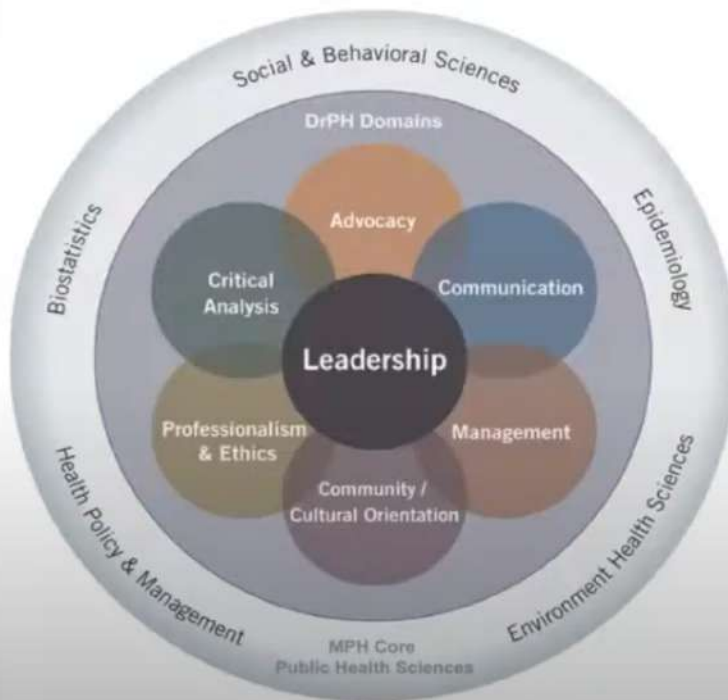 Social & Behavioral Sciences
DrPH Domains
Advocacy
Biostatistics
Epidemiology
Critical
Analysis
Communication
Leadership
Professionalism
& Ethics
Management
Community /
Cultural Orientation
Health Policy & Management
Environment Health Sciences
MPH Core
Public Health Sciences